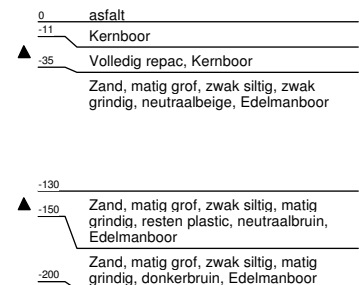 0 asfalt
-11
Kernboor
-35 Volledig repac, Kernboor
Zand, matig grof, zwak siltig, zwak
grindig, neutraalbeige, Edelmanboor
-130
Zand, matig grof, zwak siltig, matig
-150
grindig, resten plastic, neutraalbruin,
Edelmanboor
Zand, matig grof, zwak siltig, matig
-200 grindig, donkerbruin, Edelmanboor